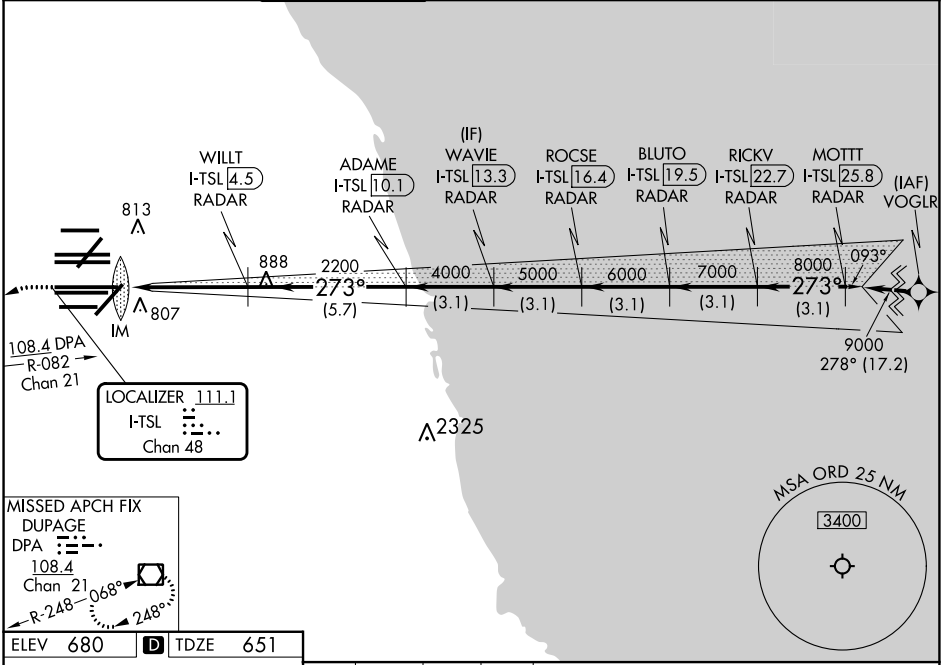 (IF)
WILLT
I-TSL 4.5
RADAR
ADAME
I-TSL 10.1
RADAR
WAVIE
I-TSL 13.3
RADAR
ROCSE
I-TSL 16.4
RADAR
BLUTO
I-TSL 19.5
RADAR
RICKV
I-TSL 22.7
RADAR
MOTTT
I-TSL 25.8
RADAR
(IAF)
VOGLR
813
888
807
IM
2200
273°
(5.7)
4000
(3.1)
5000
(3.1)
6000
(3.1)
7000
(3.1)
8000
273°
(3.1)
093°
9000
278° (17.2)
108.4 DPA
R-082
Chan 21
LOCALIZER 111.1
I-TSL
Chan 48
2325
MSA ORD 25 NM
3400
MISSED APCH FIX
DUPAGE
DPA
108.4
Chan 21
R-248
068°
248°
ELEV 680 D TDZE 651